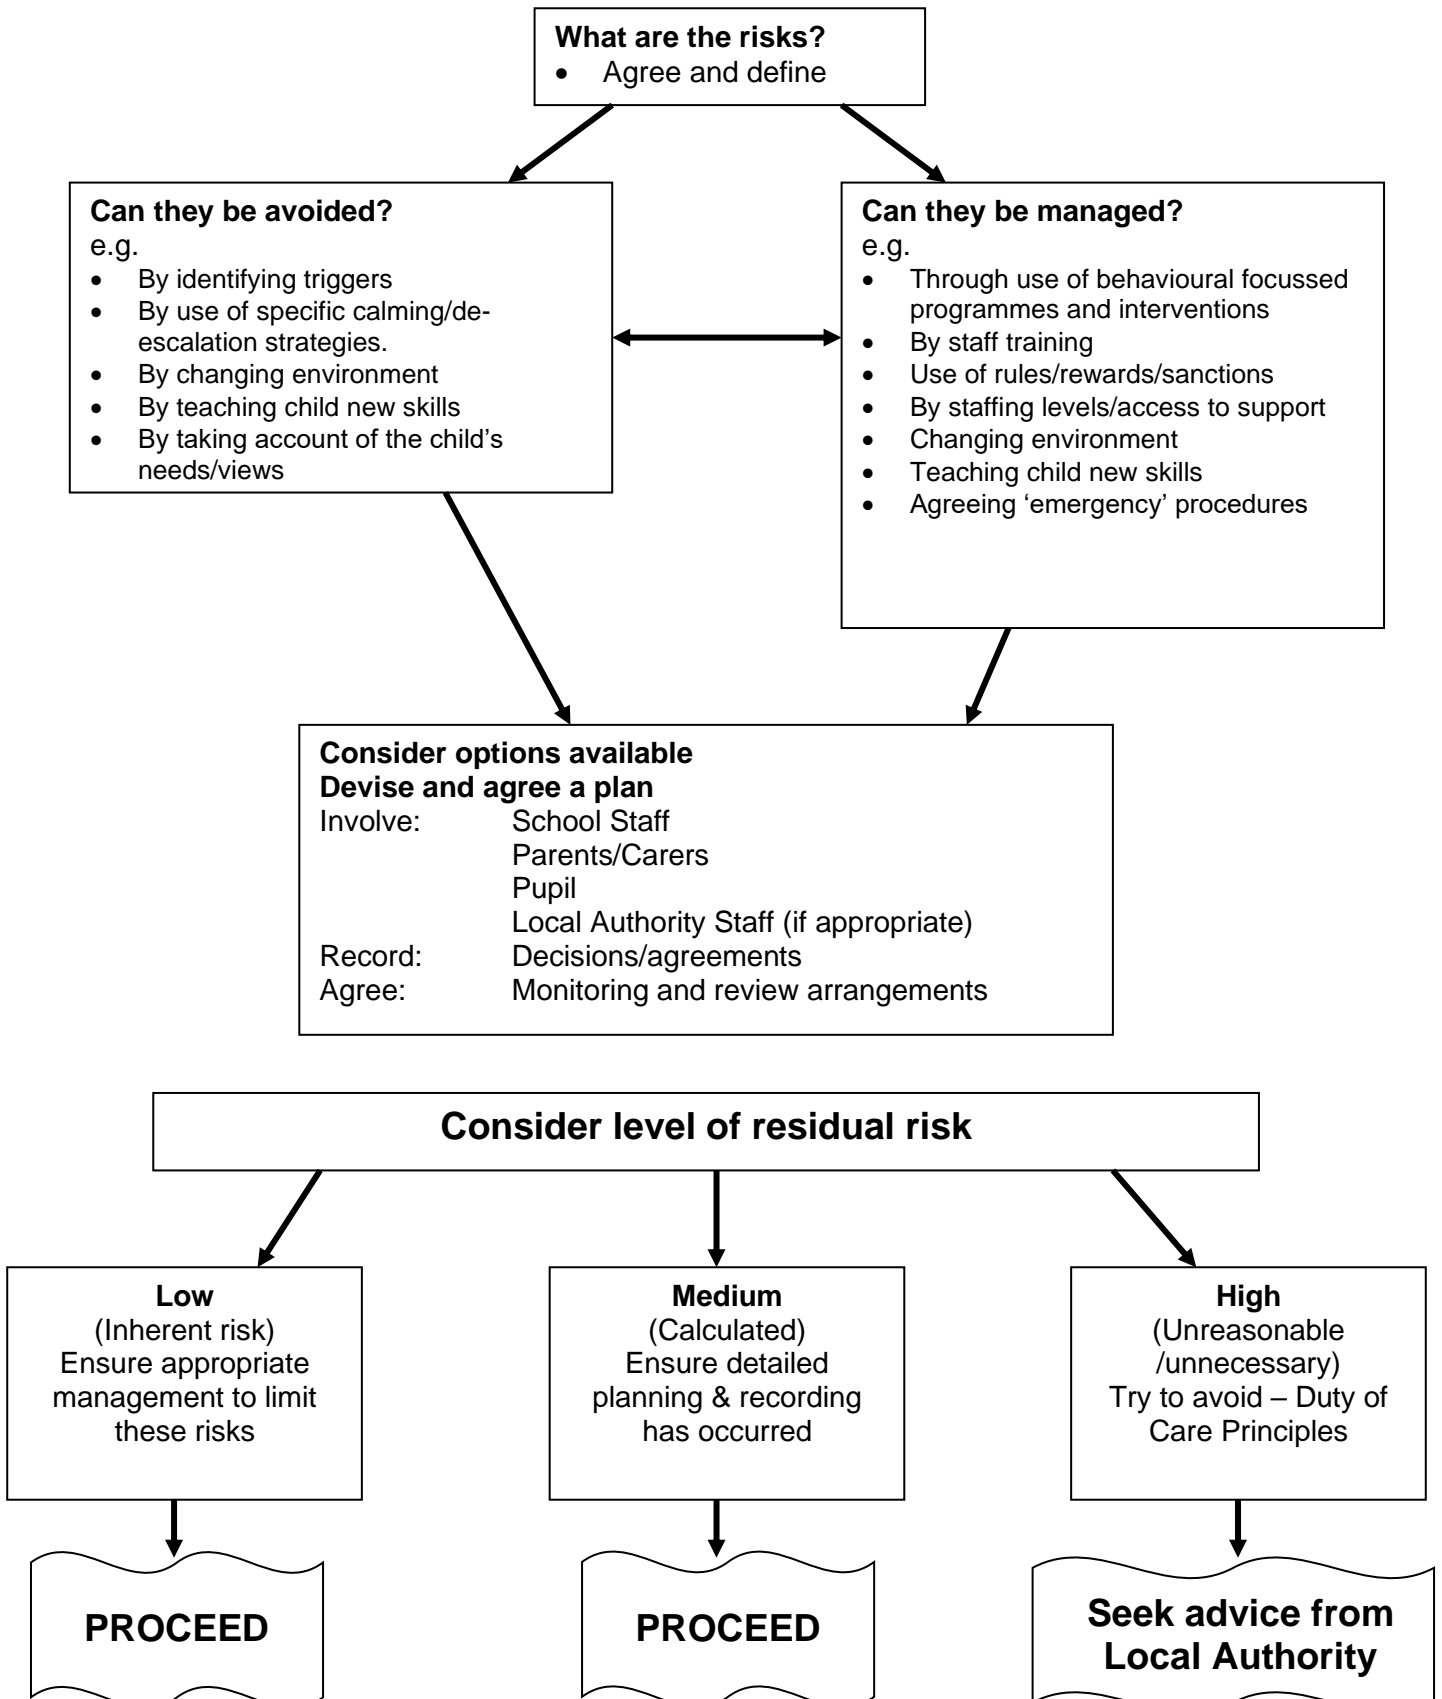 What are the risks?
• Agree and define
Can they be avoided?
e.g.
• By identifying triggers
• By use of specific calming/de-
escalation strategies.
• By changing environment
• By teaching child new skills
• By taking account of the child's
needs/views
Can they be managed?
e.g.
• Through use of behavioural focussed
programmes and interventions
• By staff training
• Use of rules/rewards/sanctions
• By staffing levels/access to support
• Changing environment
• Teaching child new skills
• Agreeing ‘emergency’ procedures
Consider options available
Devise and agree a plan
Involve: School Staff
Parents/Carers
Pupil
Local Authority Staff (if appropriate)
Record: Decisions/agreements
Agree: Monitoring and review arrangements
Consider level of residual risk
Low
(Inherent risk)
Ensure appropriate
management to limit
these risks
Medium
(Calculated)
Ensure detailed
planning & recording
has occurred
High
(Unreasonable
/unnecessary)
Try to avoid – Duty of
Care Principles
PROCEED
PROCEED
Seek advice from
Local Authority